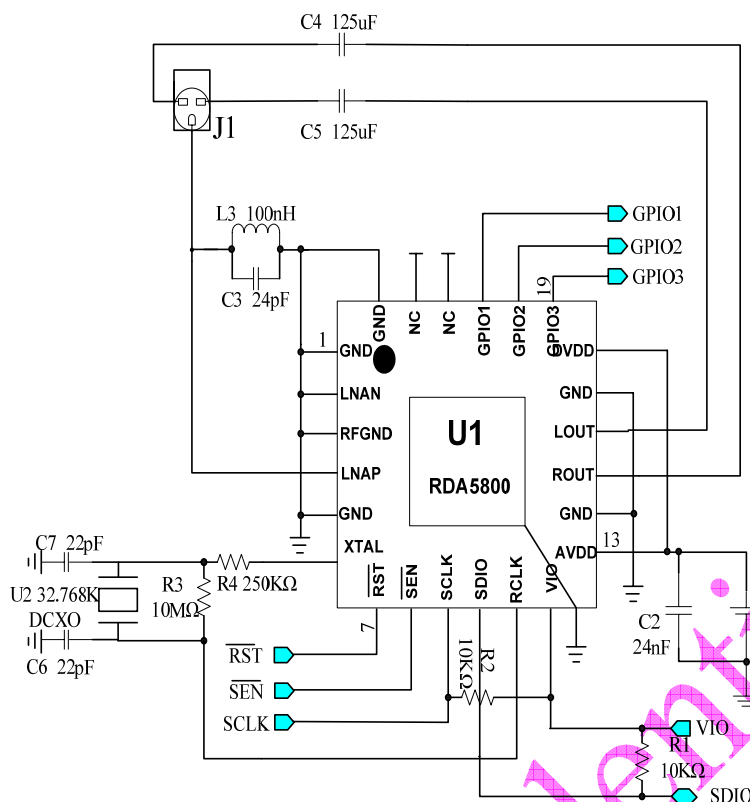 C4 125uF
C5 125uF
J1
L3 100nH
C3 24pF
GPIO1
GPIO2
GPIO3
19
GND
NC
NC
GPIO1
GPIO2
GPIO3
1
GND
LNAN
RFGND
LNAP
GND
XTAL
U1
RDA5800
DVDD
GND
LOUT
ROUT
GND
AVDD
13
RST
SEN
SCLK
SDIO
RCLK
VIO
7
C7 22pF
U2 32.768K
DCXO
C6 22pF
R3
10MΩ
R4 250KΩ
RST
SEN
SCLK
R2
10KΩ
C2
24nF
VIO
R1
10KΩ
SDIO